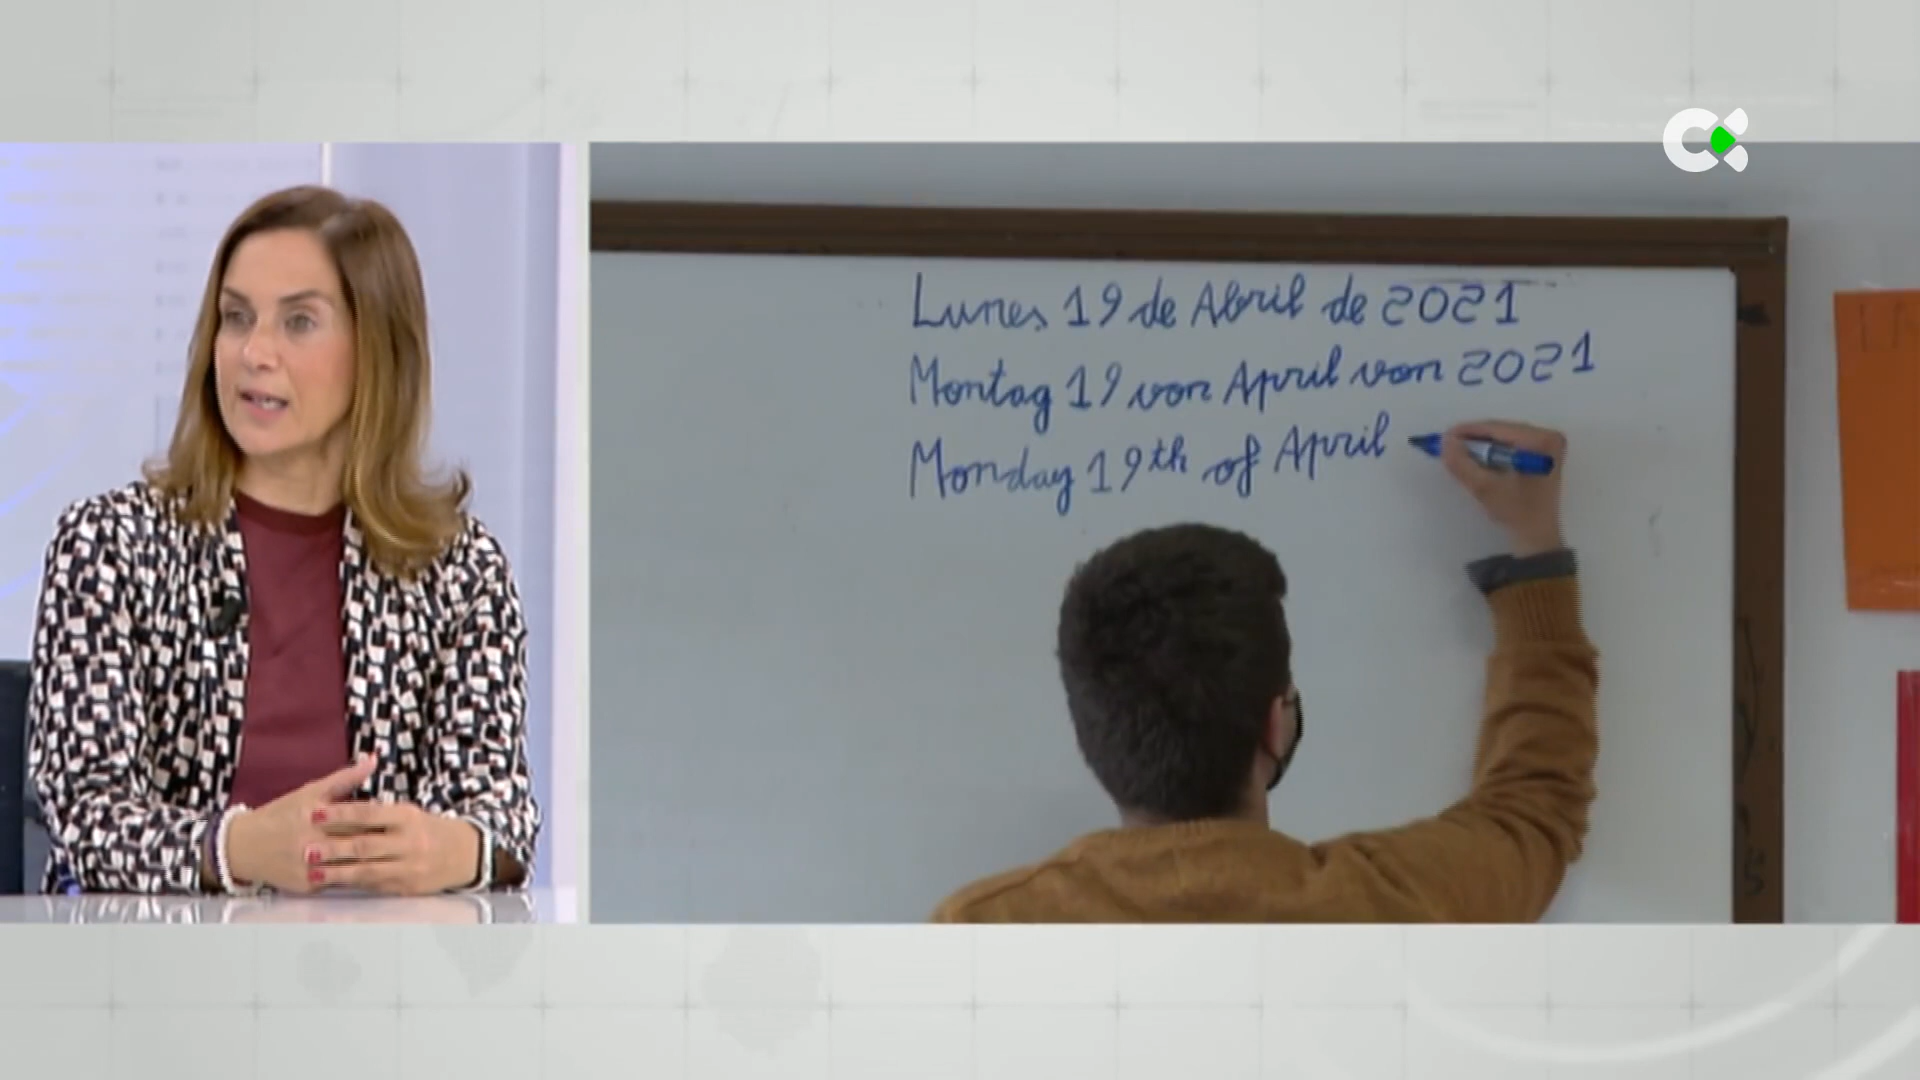 Lunes 19 de Abril de 2021
Montag 19 von April von 2021
Monday 19th of April